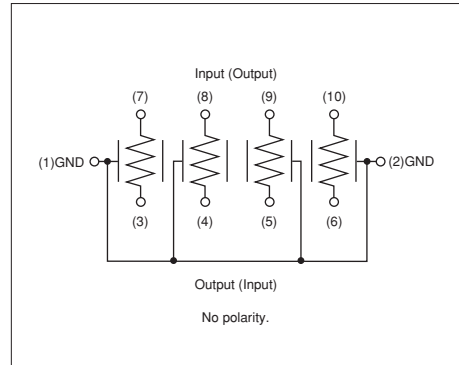 Input (Output)
(7) (8) (9) (10)
(1)GND (2)GND
(3) (4) (5) (6)
Output (Input)
No polarity.